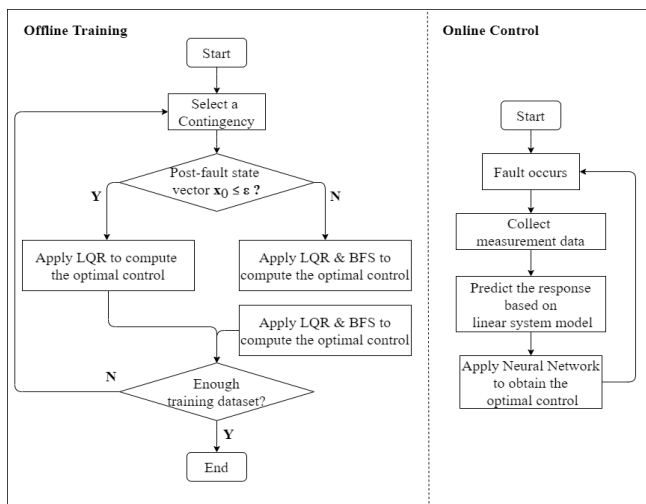 Offline Training
Start
Select a
Contingency
Post-fault state
vector x0 ≤ ε ?
Y
N
Apply LQR to compute
the optimal control
Apply LQR & BFS to
compute the optimal control
Apply LQR & BFS to
compute the optimal control
N
Enough
training dataset?
Y
End
Online Control
Start
Fault occurs
Collect
measurement data
Predict the response
based on
linear system model
Apply Neural Network
to obtain the
optimal control